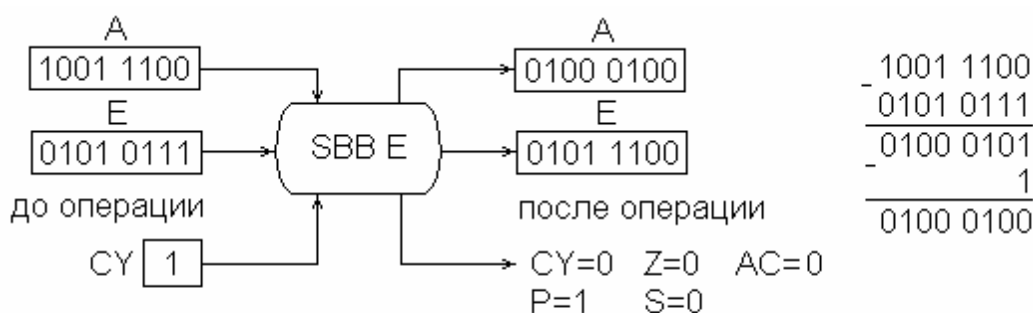 A
1001 1100
E
0101 0111
до операции
CY 1
SBB E
A
0100 0100
E
0101 1100
после операции
CY=0 Z=0 AC=0
P=1 S=0
1001 1100
-
0101 0111
0100 0101
-
1
0100 0100